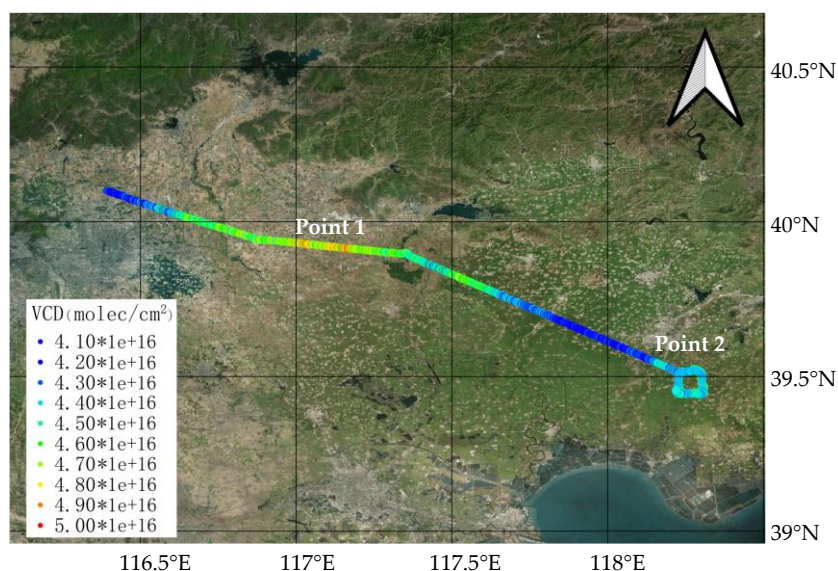 40.5°N
40°N
Point 1
VCD(molec/cm²)
4.10*1e+16
4.20*1e+16
4.30*1e+16
4.40*1e+16
4.50*1e+16
4.60*1e+16
4.70*1e+16
4.80*1e+16
4.90*1e+16
5.00*1e+16
Point 2
39.5°N
39°N
116.5°E 117°E 117.5°E 118°E